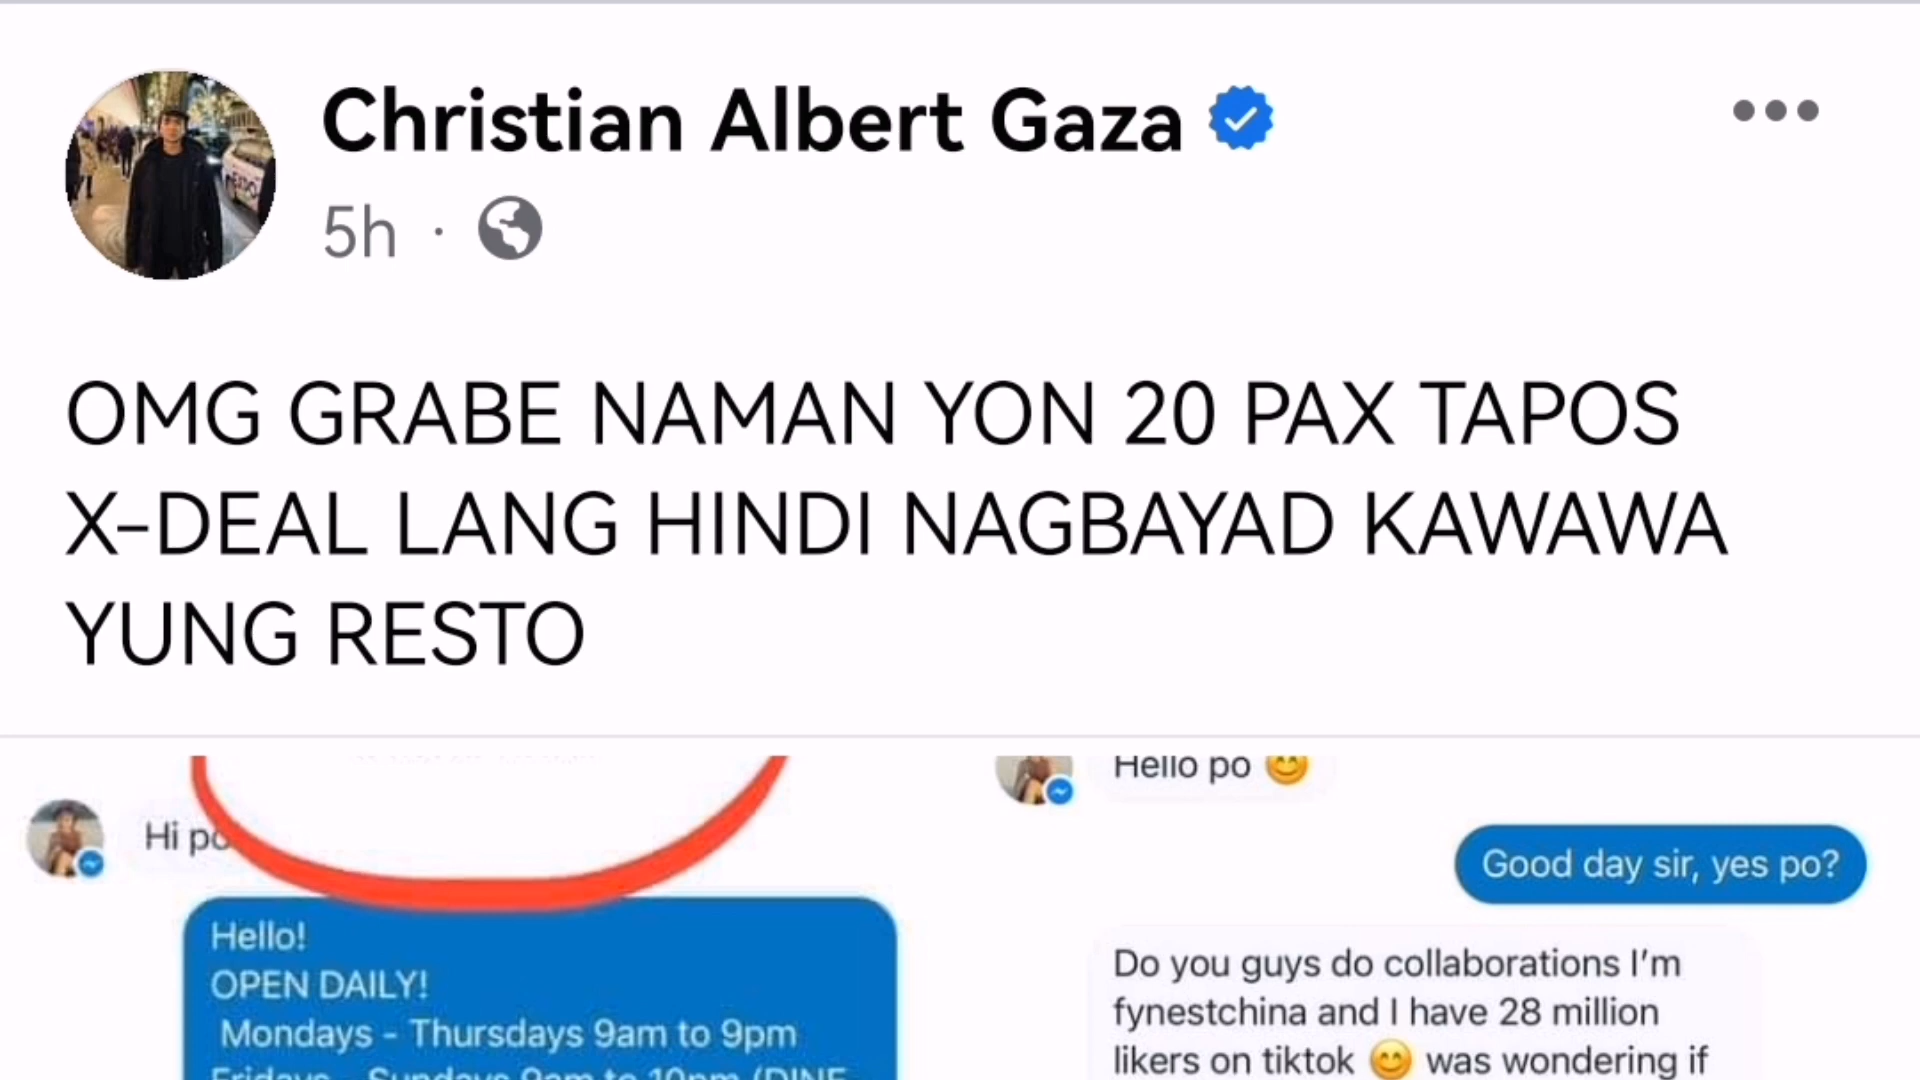 Christian Albert Gaza
5h ·
OMG GRABE NAMAN YON 20 PAX TAPOS
X-DEAL LANG HINDI NAGBAYAD KAWAWA
YUNG RESTO
Hi po
Hello!
OPEN DAILY!
Mondays - Thursdays 9am to 9pm
Fridays - Sundays 9am to 10pm (DINE-
Hello po 😊
Good day sir, yes po?
Do you guys do collaborations I'm
fynestchina and I have 28 million
likers on tiktok 😊 was wondering if